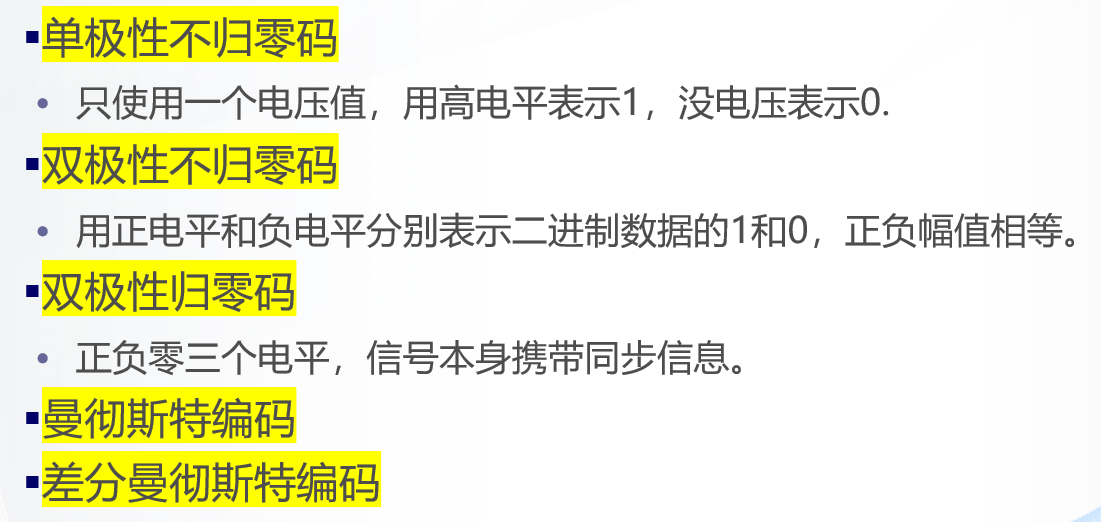 ▪单极性不归零码
• 只使用一个电压值，用高电平表示1，没电压表示0.
▪双极性不归零码
• 用正电平和负电平分别表示二进制数据的1和0，正负幅值相等。
▪双极性归零码
• 正负零三个电平，信号本身携带同步信息。
▪曼彻斯特编码
▪差分曼彻斯特编码